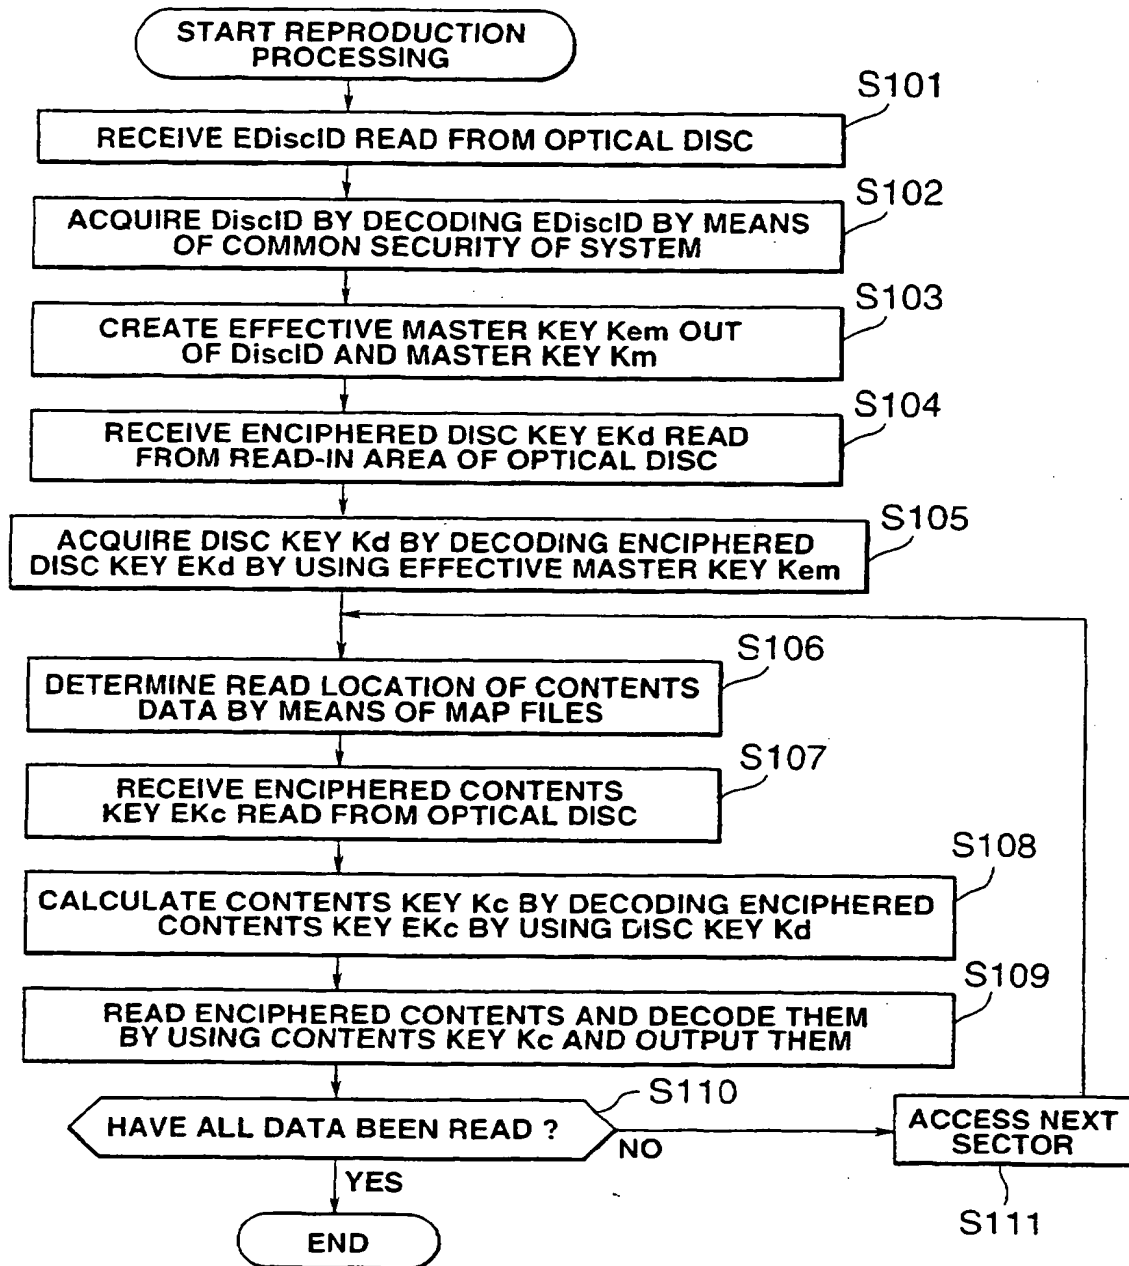 START REPRODUCTION
PROCESSING
S101
RECEIVE EDiscID READ FROM OPTICAL DISC
S102
ACQUIRE DiscID BY DECODING EDiscID BY MEANS
OF COMMON SECURITY OF SYSTEM
S103
CREATE EFFECTIVE MASTER KEY Kem OUT
OF DiscID AND MASTER KEY Km
S104
RECEIVE ENCIPHERED DISC KEY EKd READ
FROM READ-IN AREA OF OPTICAL DISC
S105
ACQUIRE DISC KEY Kd BY DECODING ENCIPHERED
DISC KEY EKd BY USING EFFECTIVE MASTER KEY Kem
S106
DETERMINE READ LOCATION OF CONTENTS
DATA BY MEANS OF MAP FILES
S107
RECEIVE ENCIPHERED CONTENTS
KEY EKc READ FROM OPTICAL DISC
S108
CALCULATE CONTENTS KEY Kc BY DECODING ENCIPHERED
CONTENTS KEY EKc BY USING DISC KEY Kd
S109
READ ENCIPHERED CONTENTS AND DECODE THEM
BY USING CONTENTS KEY Kc AND OUTPUT THEM
S110
HAVE ALL DATA BEEN READ ?
NO
ACCESS NEXT
SECTOR
S111
YES
END